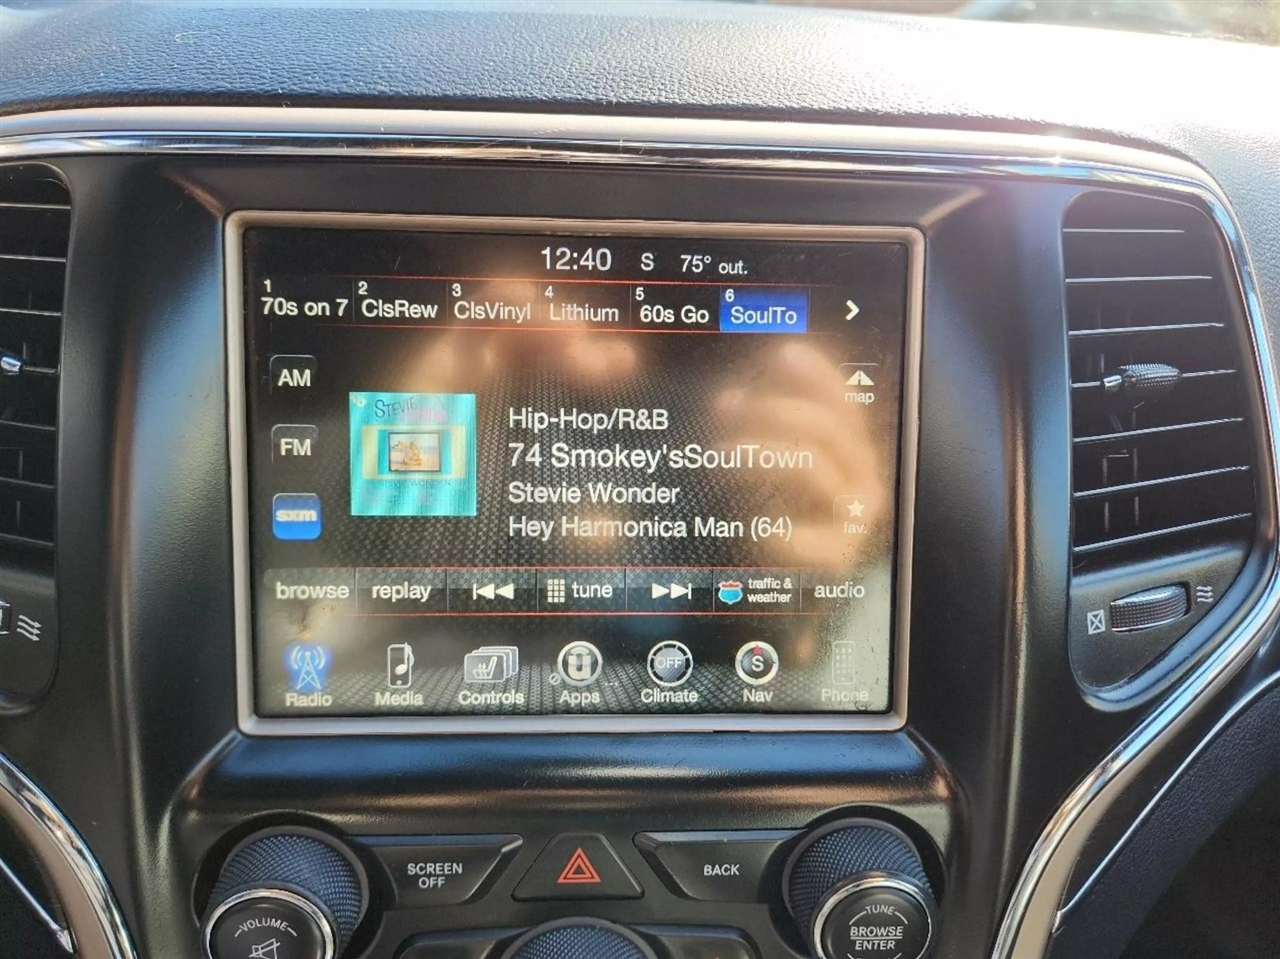 12:40 S 75° out.
1 2 3 4 5 6
70s on 7 ClsRew ClsVinyl Lithium 60s Go SoulTo
AM
map
STEVIE
Hip-Hop/R&B
FM
74 Smokey'sSoulTown
STEVIE WONDER
Stevie Wonder
sxm
Hey Harmonica Man (64)
fav.
browse replay tune traffic & weather audio
OFF S
Radio Media Controls Apps Climate Nav Phone
SCREEN OFF
BACK
VOLUME
TUNE
BROWSE
ENTER